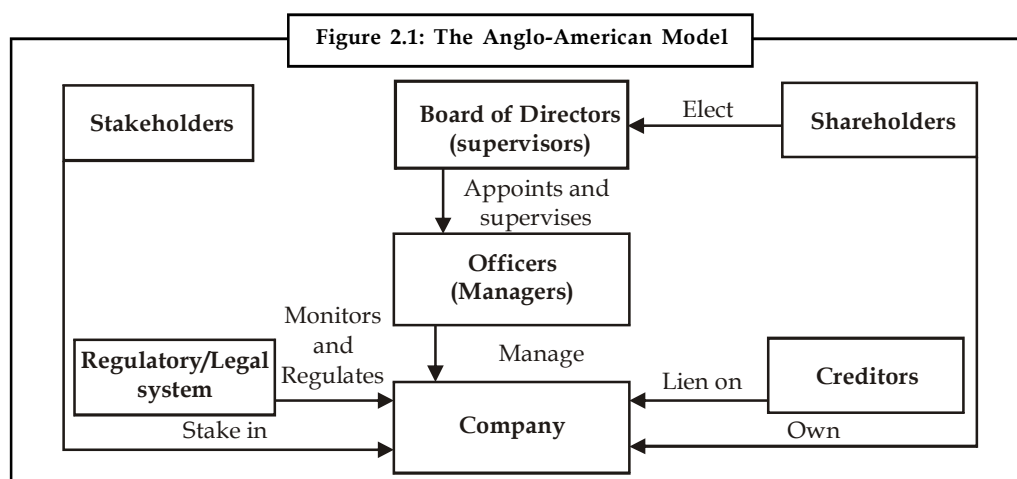 Figure 2.1: The Anglo-American Model
Stakeholders
Board of Directors
(supervisors)
Elect
Shareholders
Appoints and
supervises
Officers
(Managers)
Monitors
and
Regulates
Regulatory/Legal
system
Manage
Lien on
Creditors
Company
Stake in
Own